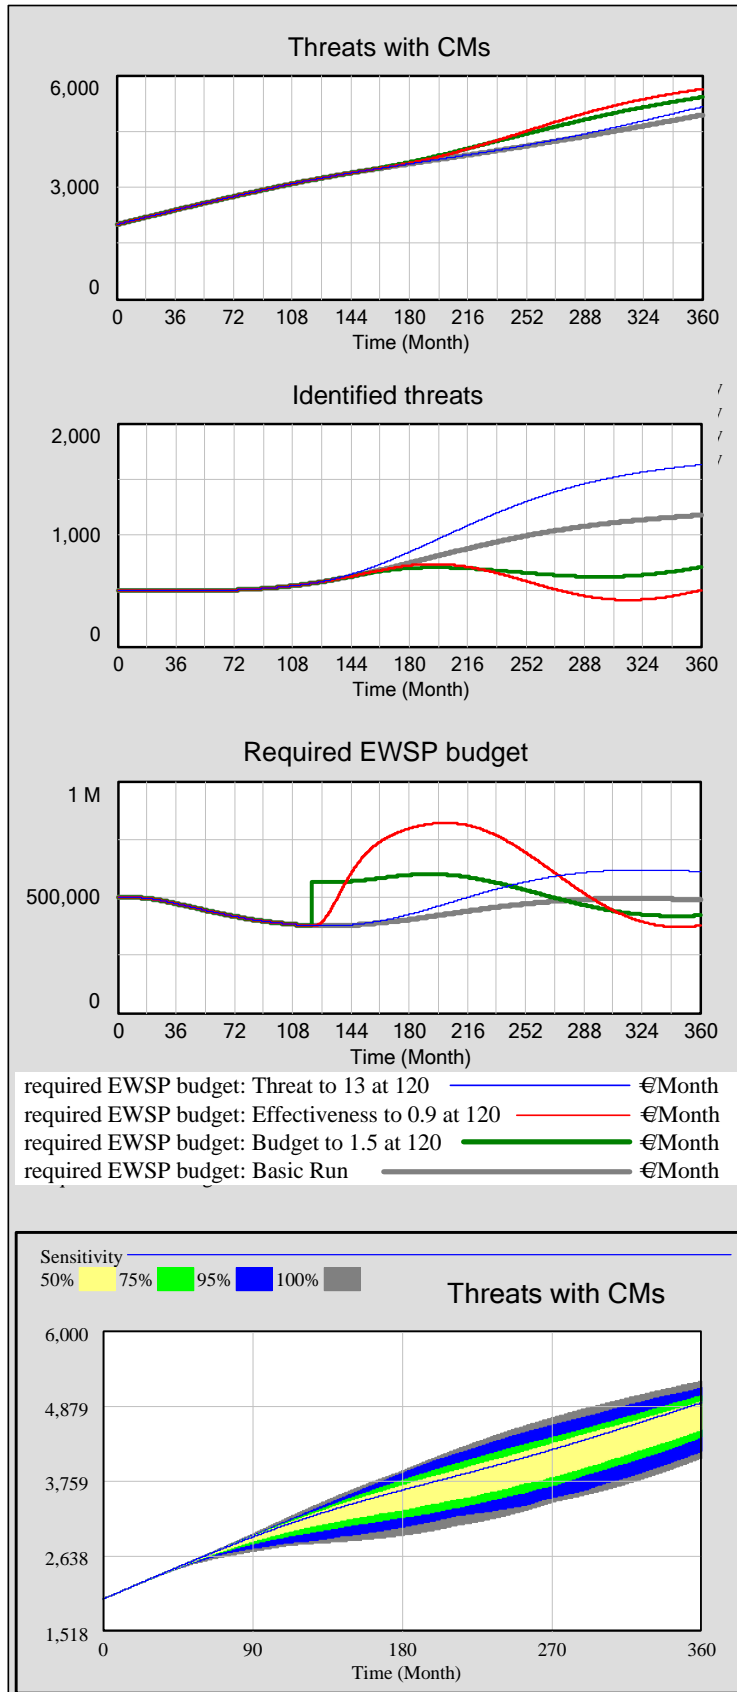 Threats with CMs
6,000
3,000
0
0 36 72 108 144 180 216 252 288 324 360
Time (Month)
Identified threats
2,000
1,000
0
0 36 72 108 144 180 216 252 288 324 360
Time (Month)
Required EWSP budget
1 M
500,000
0
0 36 72 108 144 180 216 252 288 324 360
Time (Month)
required EWSP budget: Threat to 13 at 120 €/Month
required EWSP budget: Effectiveness to 0.9 at 120 €/Month
required EWSP budget: Budget to 1.5 at 120 €/Month
required EWSP budget: Basic Run €/Month
Sensitivity
50% 75% 95% 100%
Threats with CMs
6,000
4,879
3,759
2,638
1,518
0 90 180 270 360
Time (Month)